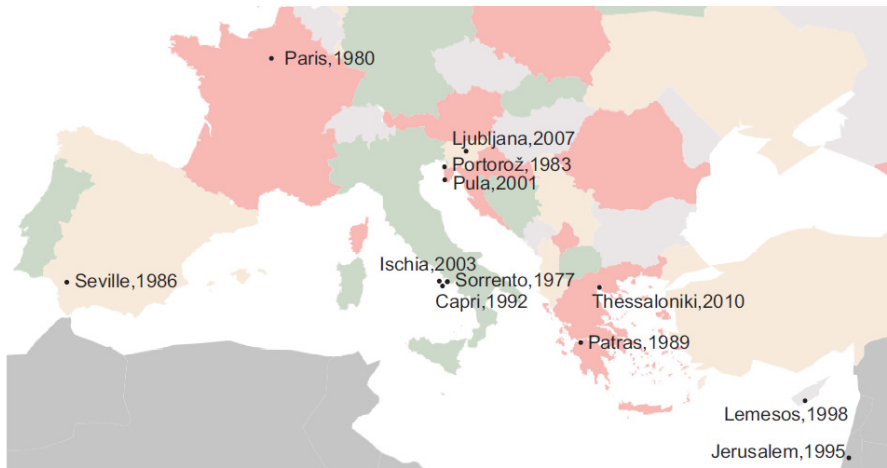 Paris,1980
Ljubljana,2007
Portorož,1983
Pula,2001
Ischia,2003
Seville,1986
Sorrento,1977
Capri,1992
Thessaloniki,2010
Patras,1989
Lemesos,1998
Jerusalem,1995